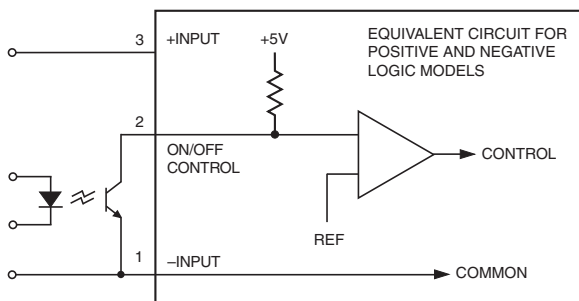 EQUIVALENT CIRCUIT FOR
POSITIVE AND NEGATIVE
LOGIC MODELS
3
+INPUT
+5V
2
ON/OFF
CONTROL
CONTROL
REF
1
–INPUT
COMMON